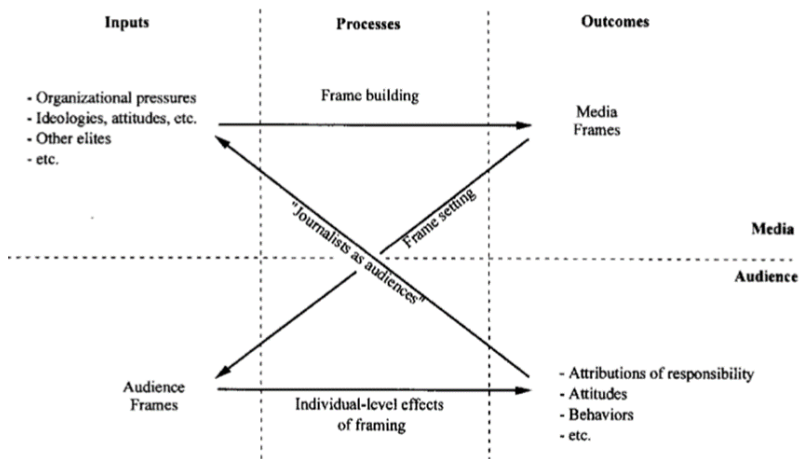 Inputs
Processes
Outcomes
- Organizational pressures
- Ideologies, attitudes, etc.
- Other elites
- etc.
Frame building
Media
Frames
"Journalists as audiences"
Frame setting
Media
Audience
Audience
Frames
Individual-level effects
of framing
- Attributions of responsibility
- Attitudes
- Behaviors
- etc.